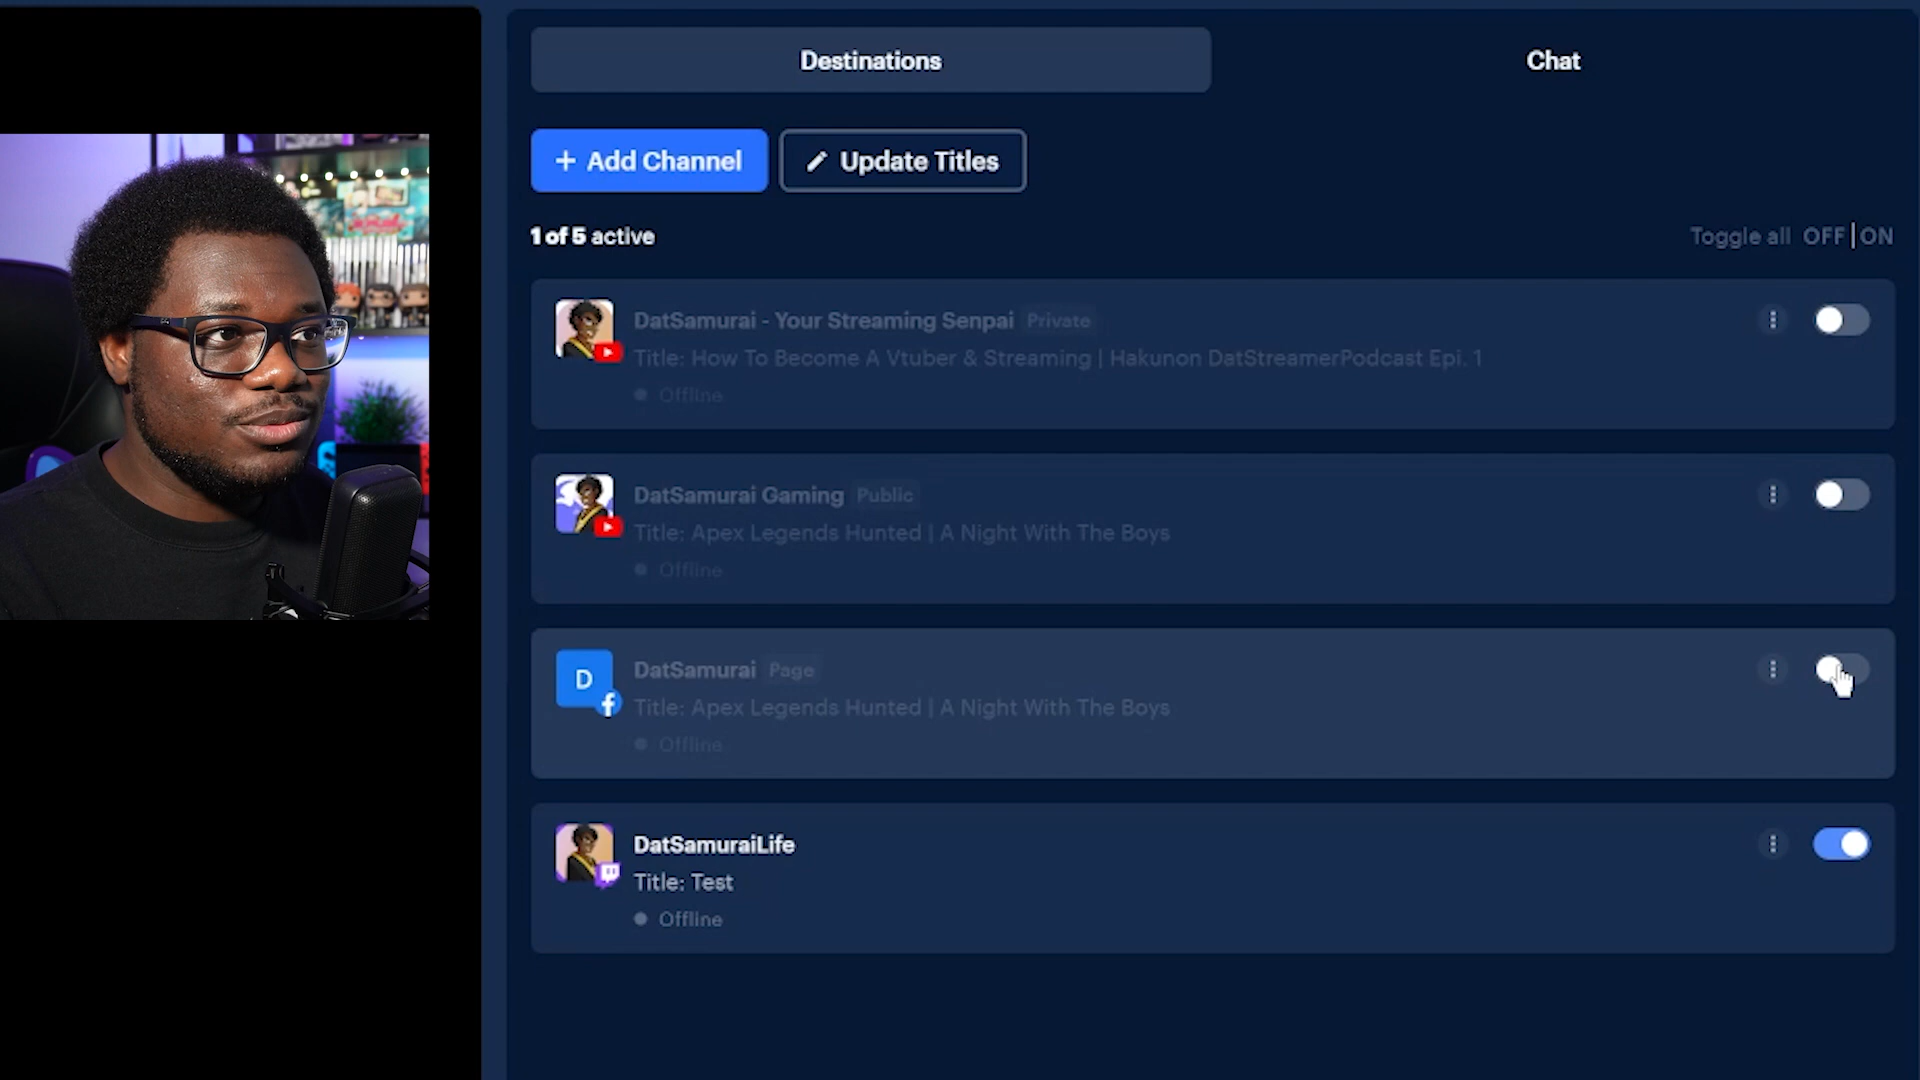 Destinations
Chat
+ Add Channel
Update Titles
1 of 5 active
Toggle all OFF | ON
DatSamurai - Your Streaming Senpai Private
Title: How To Become A Vtuber & Streaming | Hakunon DatStreamerPodcast Epi. 1
Offline
DatSamurai Gaming Public
Title: Apex Legends Hunted | A Night With The Boys
Offline
D
DatSamurai Page
Title: Apex Legends Hunted | A Night With The Boys
Offline
DatSamuraiLife
Title: Test
Offline